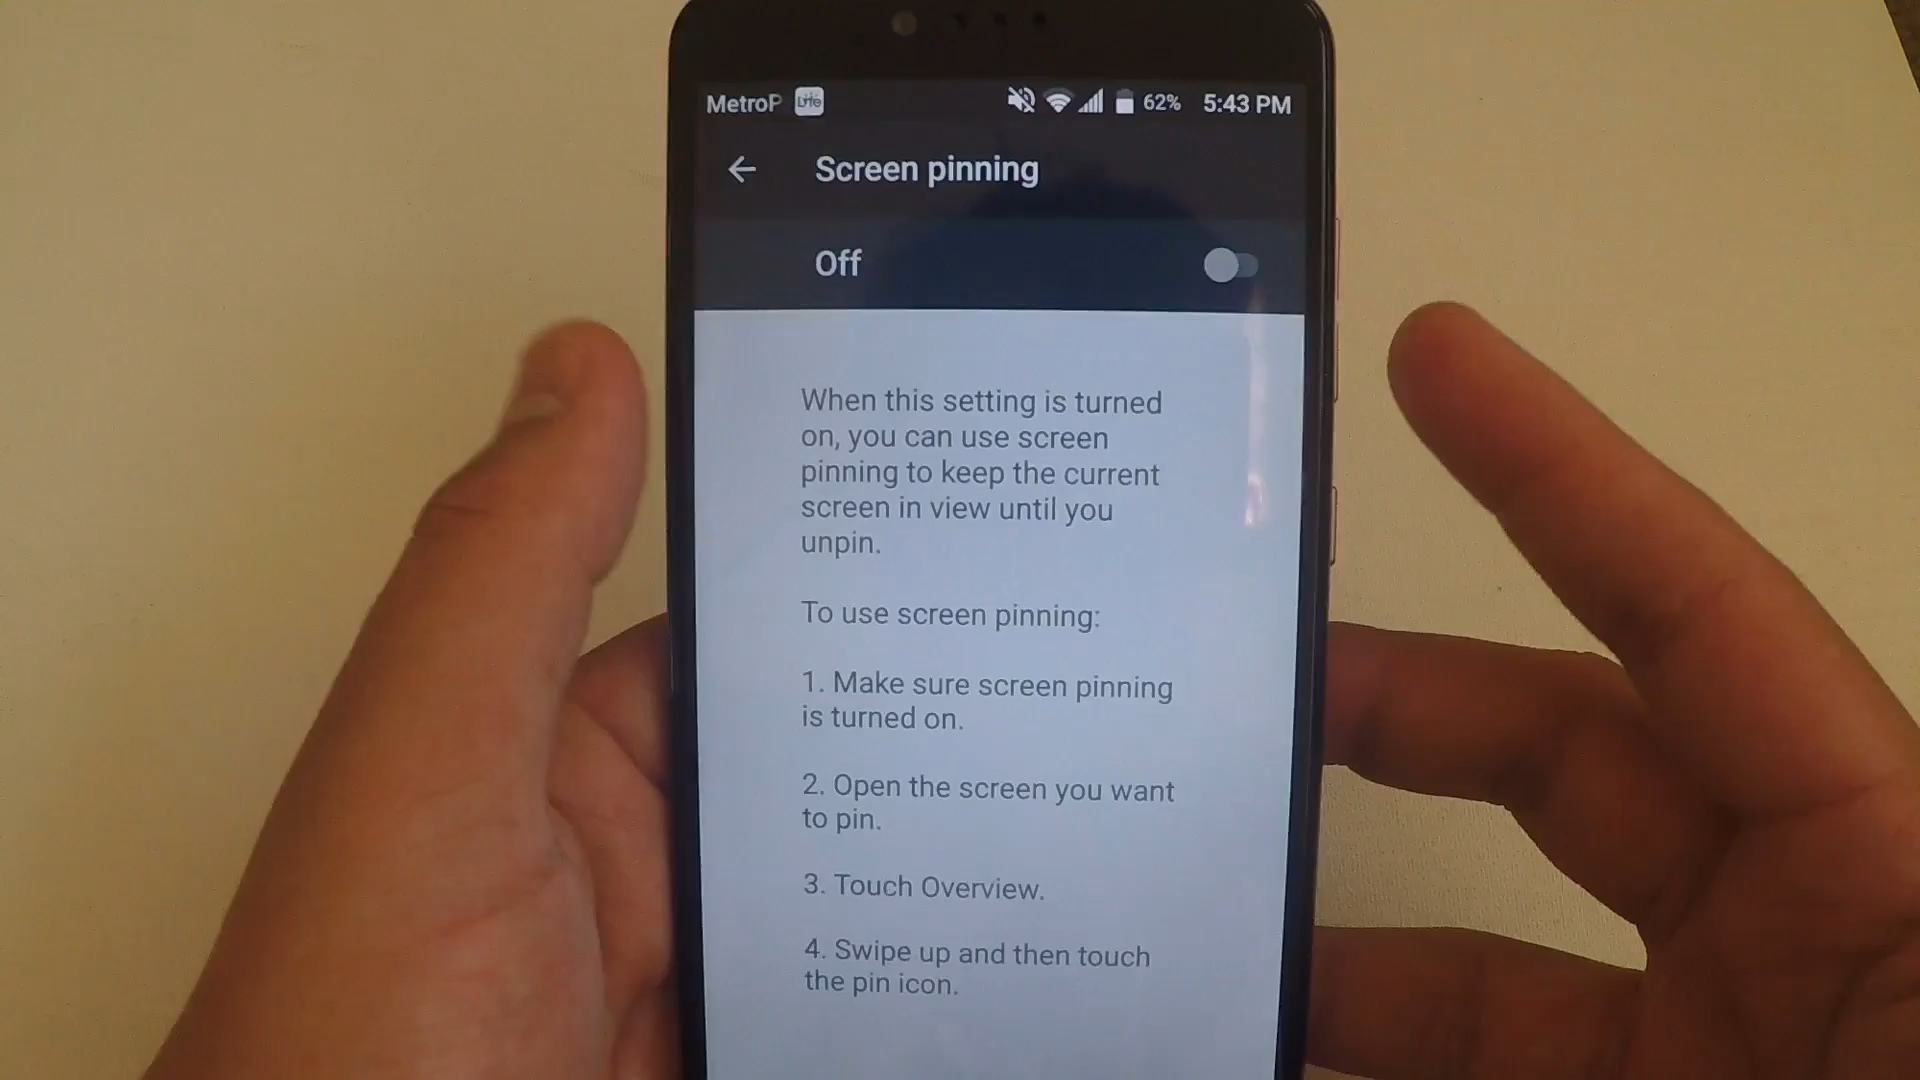 MetroP Lite 62% 5:43 PM
Screen pinning
Off
When this setting is turned
on, you can use screen
pinning to keep the current
screen in view until you
unpin.
To use screen pinning:
1. Make sure screen pinning
is turned on.
2. Open the screen you want
to pin.
3. Touch Overview.
4. Swipe up and then touch
the pin icon.